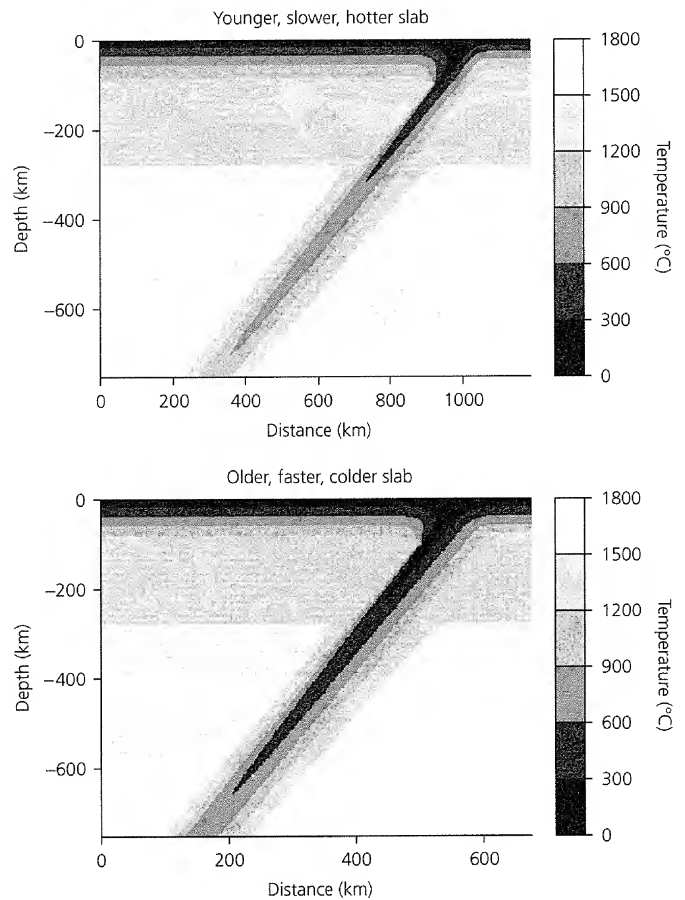 Younger, slower, hotter slab
0
−200
−400
−600
Depth (km)
0 200 400 600 800 1000
Distance (km)
1800
1500
1200
900
600
300
0
Temperature (°C)
Older, faster, colder slab
0
−200
−400
−600
Depth (km)
0 200 400 600
Distance (km)
1800
1500
1200
900
600
300
0
Temperature (°C)